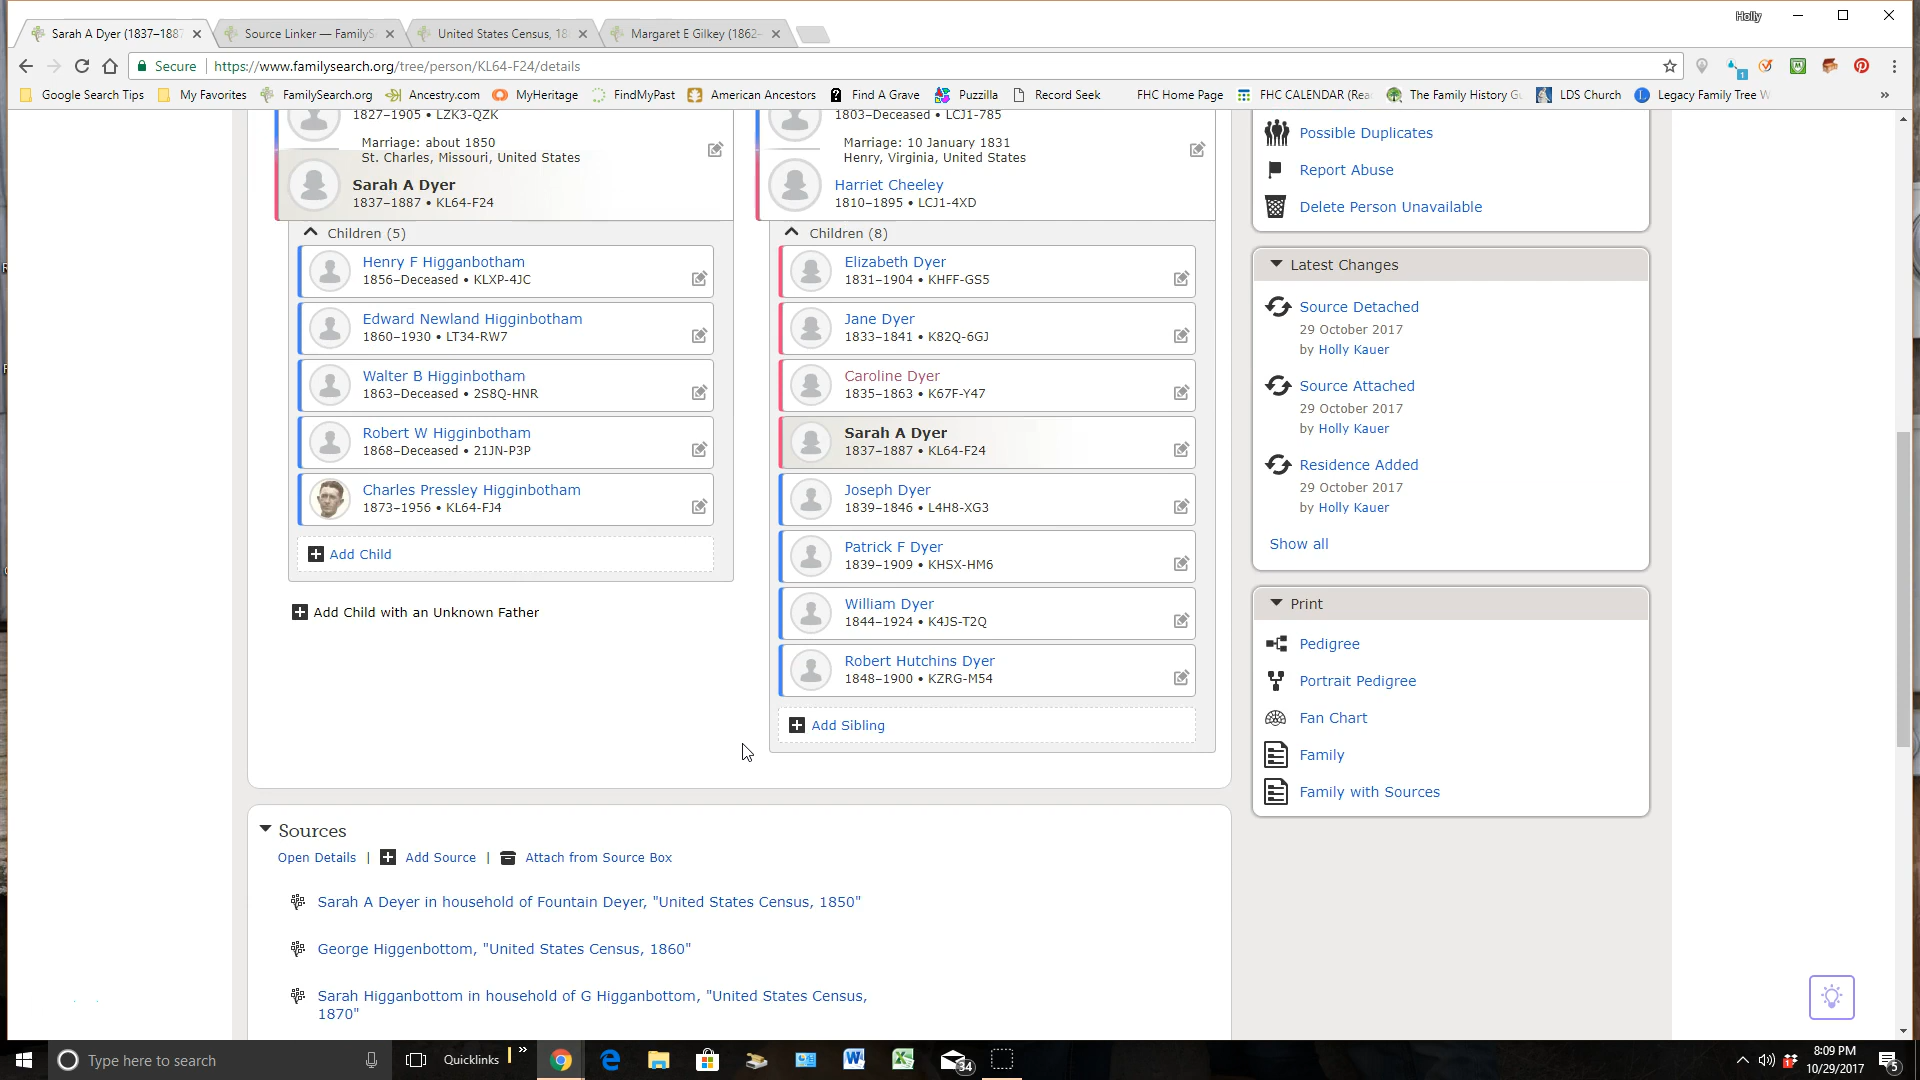 Holly
Sarah A Dyer (1837–1887
Source Linker — FamilyS
United States Census, 18
Margaret E Gilkey (1862–
Secure
https://www.familysearch.org/tree/person/KL64-F24/details
1
Google Search Tips
My Favorites
FamilySearch.org
Ancestry.com
MyHeritage
FindMyPast
American Ancestors
Find A Grave
Puzzilla
Record Seek
FHC Home Page
FHC CALENDAR (Rea
The Family History Gu
LDS Church
Legacy Family Tree W
»
1827–1905 • LZK3-QZK
Marriage: about 1850
St. Charles, Missouri, United States
Sarah A Dyer
1837–1887 • KL64-F24
Children (5)
Henry F Higganbotham
1856–Deceased • KLXP-4JC
Edward Newland Higginbotham
1860–1930 • LT34-RW7
Walter B Higginbotham
1863–Deceased • 2S8Q-HNR
Robert W Higginbotham
1868–Deceased • 21JN-P3P
Charles Pressley Higginbotham
1873–1956 • KL64-FJ4
Add Child
Add Child with an Unknown Father
1803–Deceased • LCJ1-785
Marriage: 10 January 1831
Henry, Virginia, United States
Harriet Cheeley
1810–1895 • LCJ1-4XD
Children (8)
Elizabeth Dyer
1831–1904 • KHFF-GS5
Jane Dyer
1833–1841 • K82Q-6GJ
Caroline Dyer
1835–1863 • K67F-Y47
Sarah A Dyer
1837–1887 • KL64-F24
Joseph Dyer
1839–1846 • L4H8-XG3
Patrick F Dyer
1839–1909 • KHSX-HM6
William Dyer
1844–1924 • K4JS-T2Q
Robert Hutchins Dyer
1848–1900 • KZRG-M54
Add Sibling
Possible Duplicates
Report Abuse
Delete Person Unavailable
Latest Changes
Source Detached
29 October 2017
by Holly Kauer
Source Attached
29 October 2017
by Holly Kauer
Residence Added
29 October 2017
by Holly Kauer
Show all
Print
Pedigree
Portrait Pedigree
Fan Chart
Family
Family with Sources
Sources
Open Details | Add Source | Attach from Source Box
Sarah A Deyer in household of Fountain Deyer, "United States Census, 1850"
George Higgenbottom, "United States Census, 1860"
Sarah Higganbottom in household of G Higganbottom, "United States Census,
1870"
Type here to search
Quicklinks
»
34
8:09 PM
10/29/2017
5